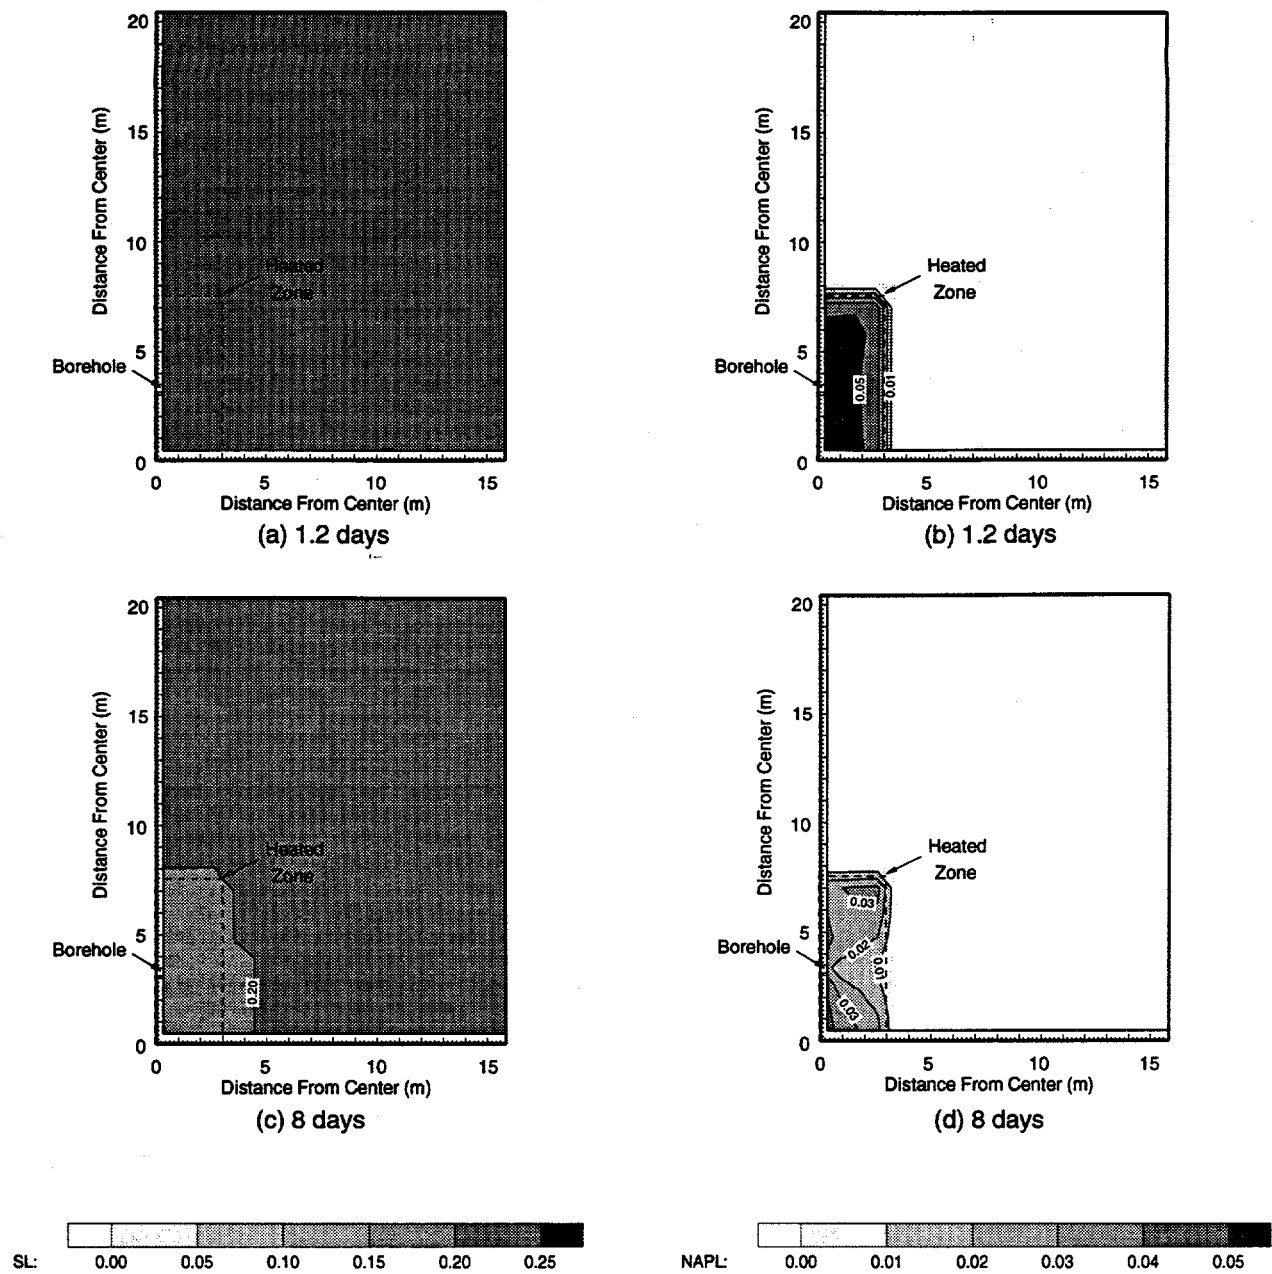 20
15
10
5
0
Distance From Center (m)
Heated
Zone
Borehole
0 5 10 15
Distance From Center (m)
(a) 1.2 days
20
15
10
5
0
Distance From Center (m)
Heated
Zone
Borehole
0.05
0.01
0 5 10 15
Distance From Center (m)
(b) 1.2 days
20
15
10
5
0
Distance From Center (m)
Heated
Zone
Borehole
0.20
0 5 10 15
Distance From Center (m)
(c) 8 days
20
15
10
5
0
Distance From Center (m)
Heated
Zone
Borehole
0.03
0.02
0.03
0 5 10 15
Distance From Center (m)
(d) 8 days
SL: 0.00 0.05 0.10 0.15 0.20 0.25
NAPL: 0.00 0.01 0.02 0.03 0.04 0.05